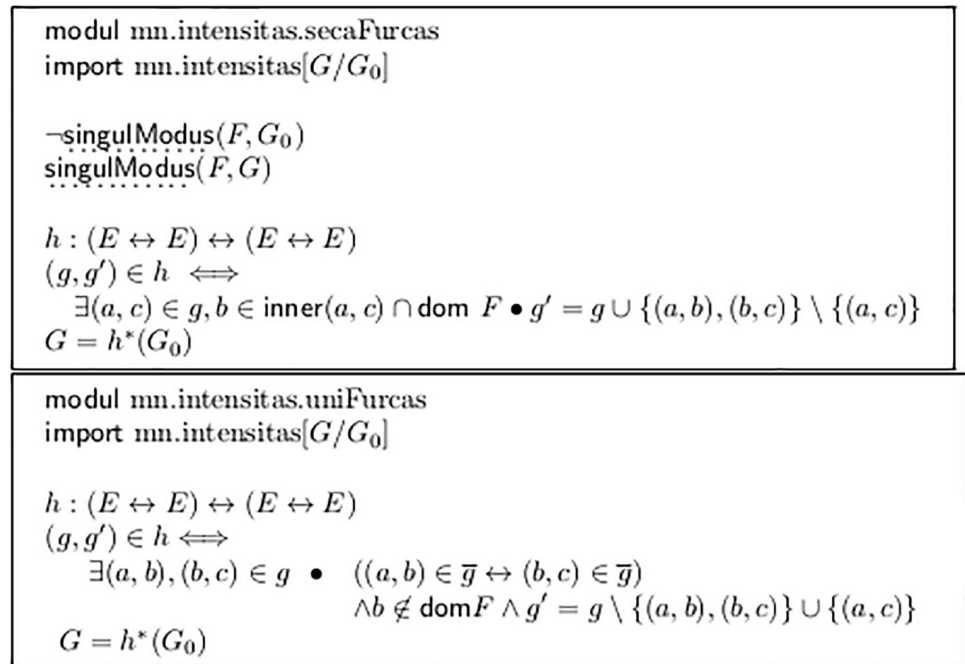 modul mn.intensitas.secaFurcas
import mn.intensitas[G/G₀]
¬singulModus(F, G₀)
singulModus(F, G)
h : (E ↔ E) ↔ (E ↔ E)
(g, g′) ∈ h ⟺
∃(a, c) ∈ g, b ∈ inner(a, c) ∩ dom F • g′ = g ∪ {(a, b), (b, c)} \ {(a, c)}
G = h*(G₀)
modul mn.intensitas.uniFurcas
import mn.intensitas[G/G₀]
h : (E ↔ E) ↔ (E ↔ E)
(g, g′) ∈ h ⟺
∃(a, b), (b, c) ∈ g • ((a, b) ∈ g̅ ↔ (b, c) ∈ g̅)
∧b ∉ domF ∧ g′ = g \ {(a, b), (b, c)} ∪ {(a, c)}
G = h*(G₀)